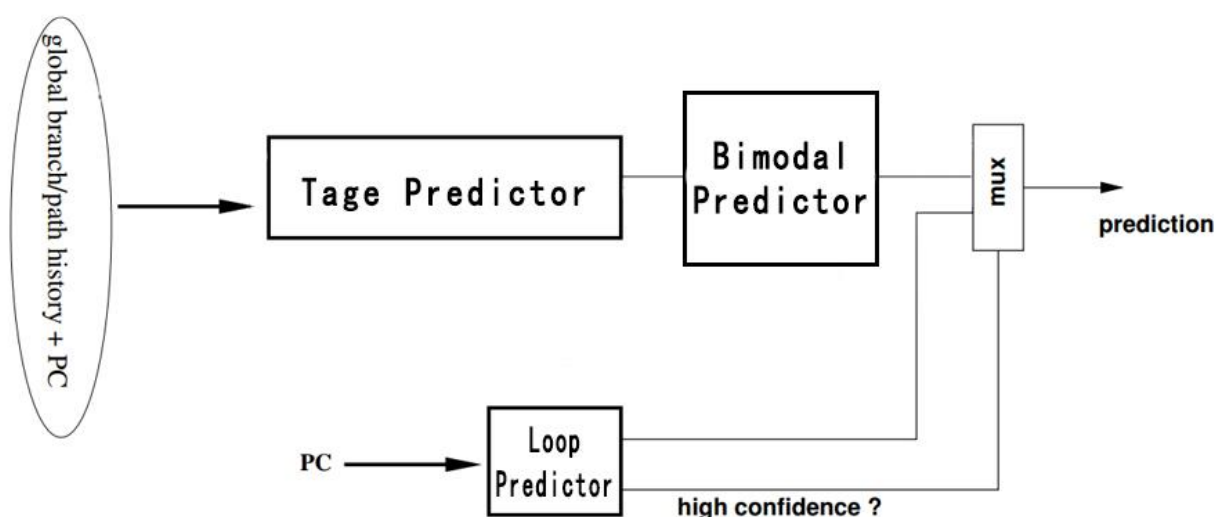 global branch/path history + PC
Tage Predictor
Bimodal
Predictor
mux
prediction
PC
Loop
Predictor
high confidence ?